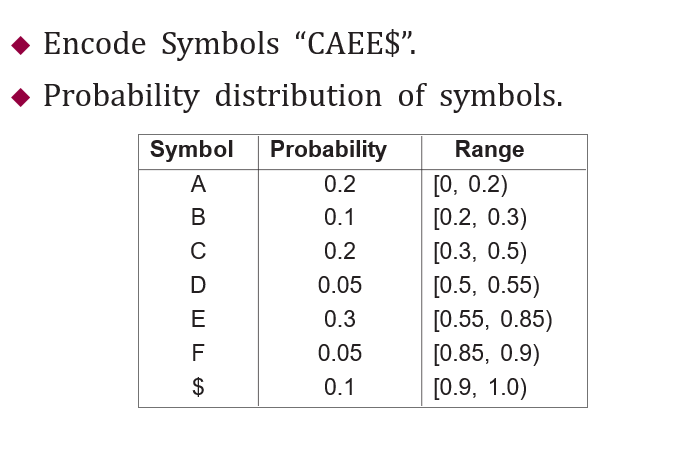 Encode Symbols “CAEE$”.
Probability distribution of symbols.
Symbol Probability Range
A 0.2 [0, 0.2)
B 0.1 [0.2, 0.3)
C 0.2 [0.3, 0.5)
D 0.05 [0.5, 0.55)
E 0.3 [0.55, 0.85)
F 0.05 [0.85, 0.9)
$ 0.1 [0.9, 1.0)